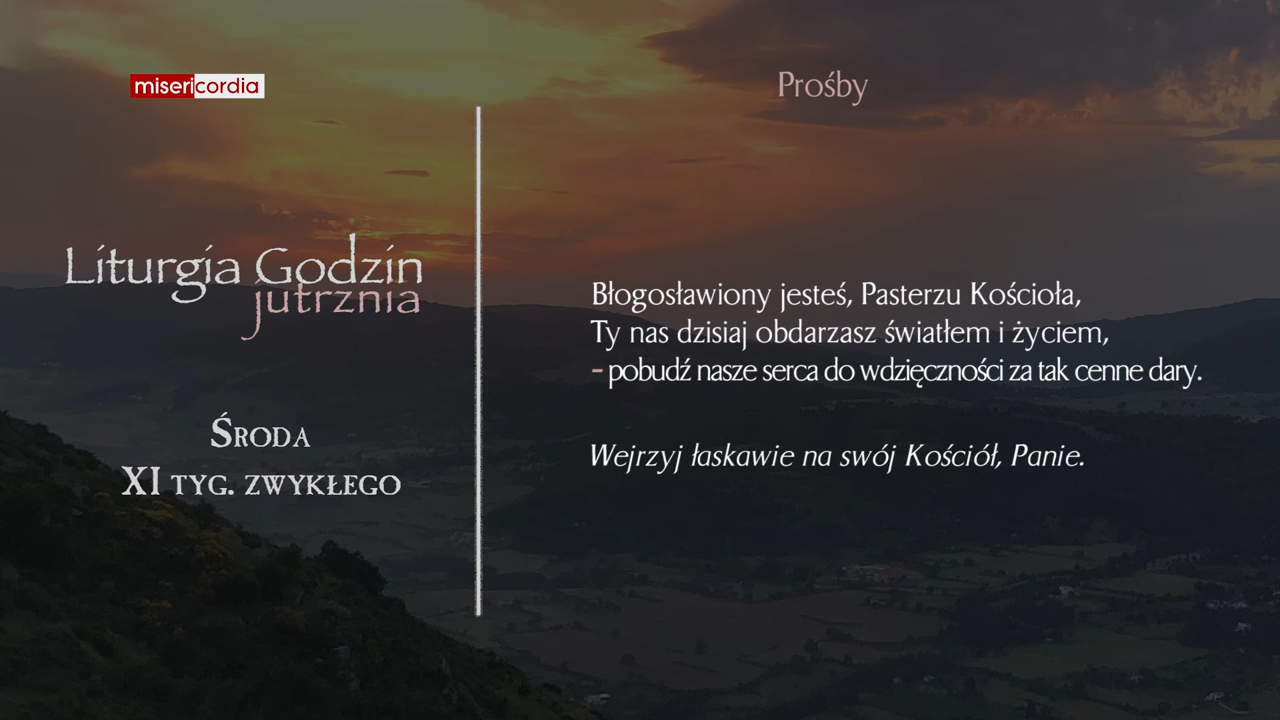 misericordia
Liturgia Godzin
jutrznia
Środa
XI tyg. zwykłego
Prośby
Błogosławiony jesteś, Pasterzu Kościoła,
Ty nas dzisiaj obdarzasz światłem i życiem,
- pobudź nasze serca do wdzięczności za tak cenne dary.
Wejrzyj łaskawie na swój Kościół, Panie.